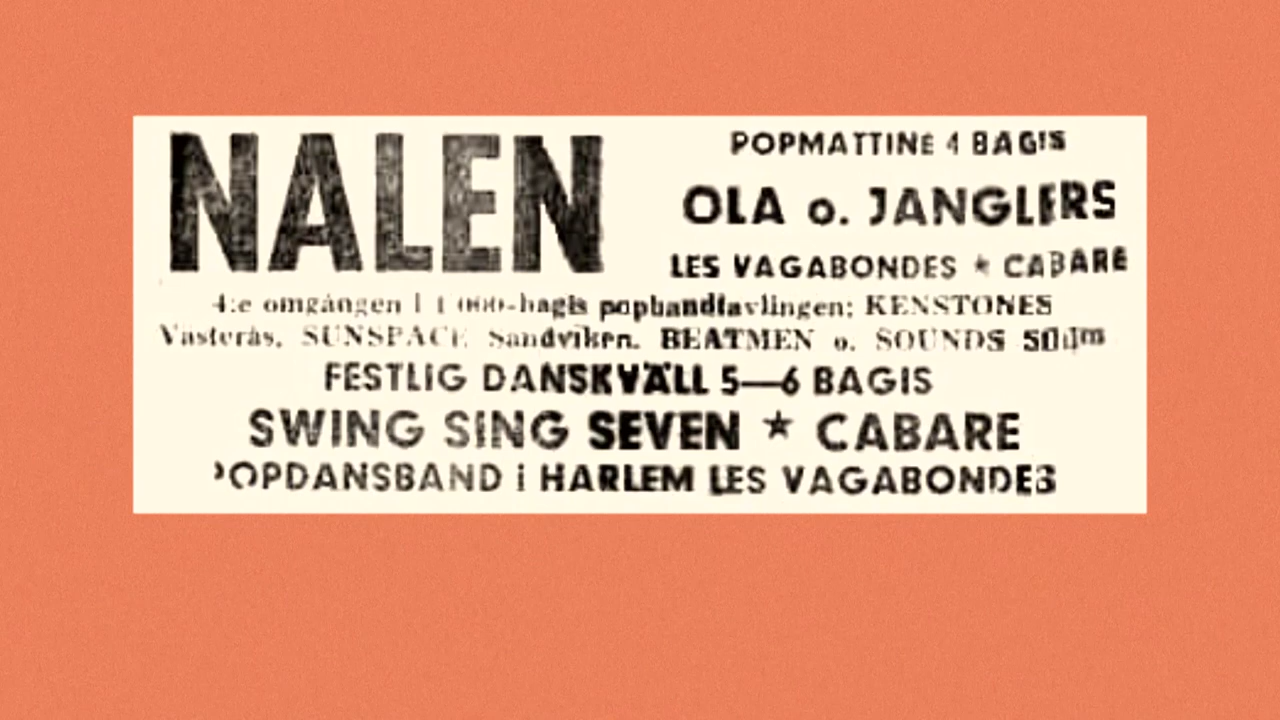 NALEN
POPMATTINÉ 4 BAGIS
OLA o. JANGLERS
LES VAGABONDES * CABARE
4:e omgången i 1 000-bagis popbandtävlingen: KENSTONES
Västerås, SUNSPACE Sandviken, BEATMEN o. SOUNDS
FESTLIG DANSKVÄLL 5—6 BAGIS
SWING SING SEVEN ★ CABARE
POPDANSBAND i HARLEM LES VAGABONDES